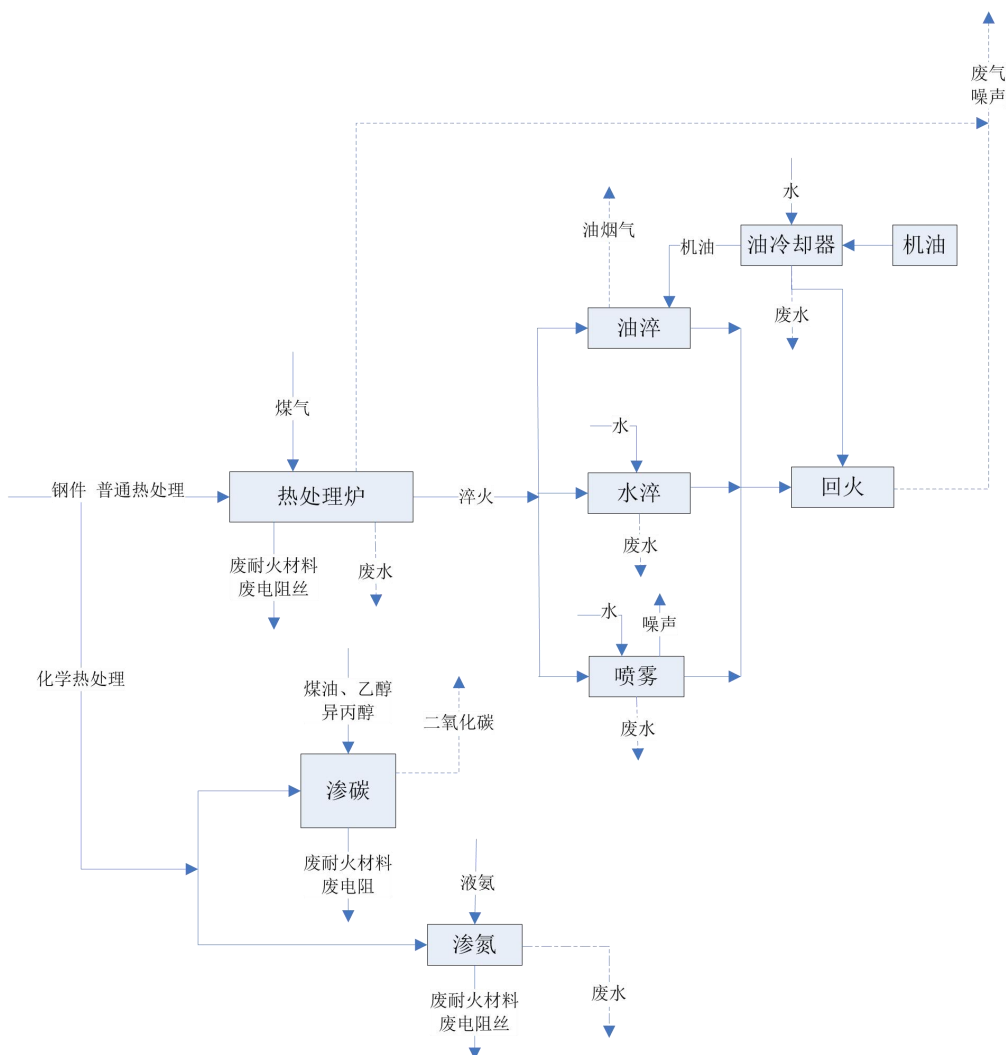 废气
噪声
水
油烟气
机油
油冷却器
机油
废水
油淬
煤气
水
钢件 普通热处理
热处理炉
淬火
水淬
回火
废耐火材料
废电阻丝
废水
废水
水
噪声
化学热处理
喷雾
煤油、乙醇
异丙醇
二氧化碳
废水
渗碳
废耐火材料
废电阻
液氨
渗氮
废耐火材料
废电阻丝
废水